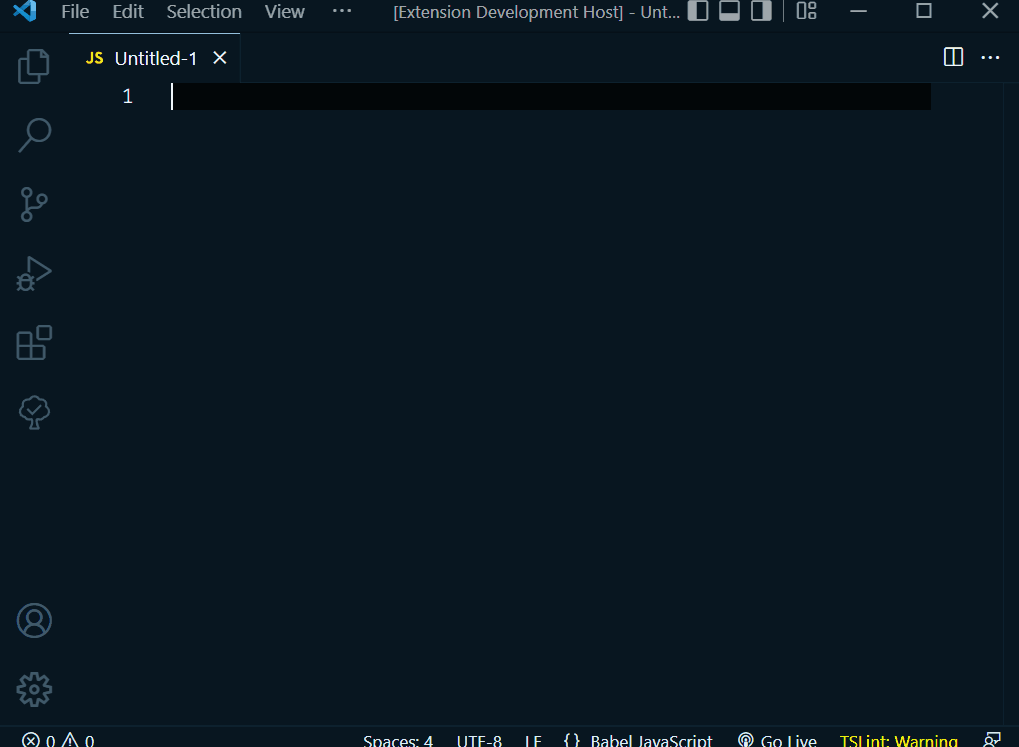 File Edit Selection View ··· [Extension Development Host] - Unt...
JS Untitled-1
1
0 0 Spaces: 4 UTF-8 LF {} Babel JavaScript Go Live TSLint: Warning